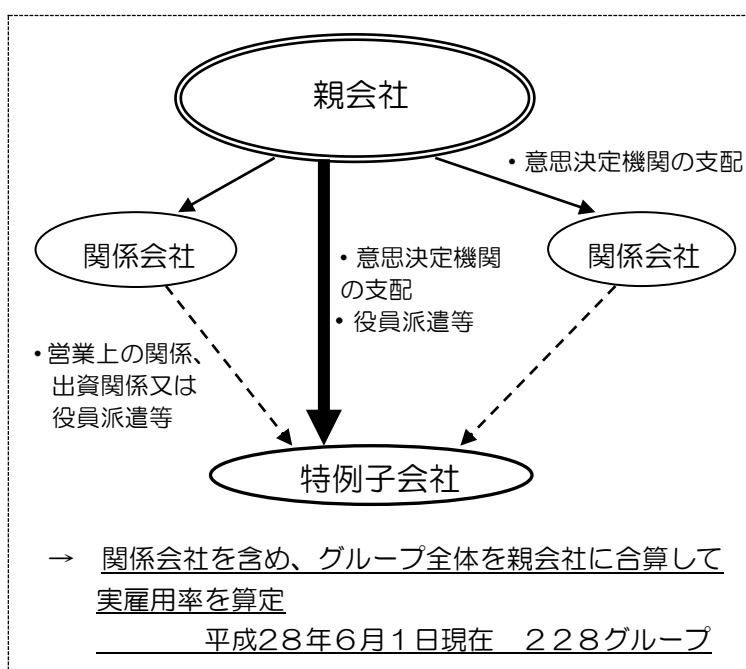 親会社
・意思決定機関の支配
関係会社
・意思決定機関
の支配
・役員派遣等
関係会社
・営業上の関係、
出資関係又は
役員派遣等
特例子会社
→ 関係会社を含め、グループ全体を親会社に合算して
実雇用率を算定
平成28年6月1日現在 228グループ